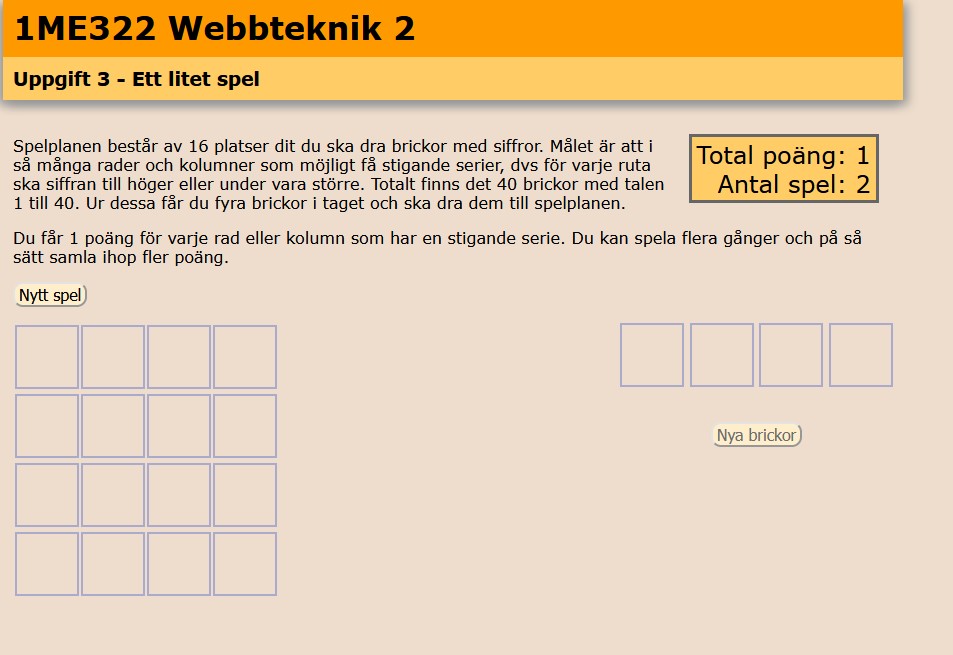 1ME322 Webbteknik 2
Uppgift 3 - Ett litet spel
Spelplanen består av 16 platser dit du ska dra brickor med siffror. Målet är att i
så många rader och kolumner som möjligt få stigande serier, dvs för varje ruta
ska siffran till höger eller under vara större. Totalt finns det 40 brickor med talen
1 till 40. Ur dessa får du fyra brickor i taget och ska dra dem till spelplanen.
Total poäng: 1
Antal spel: 2
Du får 1 poäng för varje rad eller kolumn som har en stigande serie. Du kan spela flera gånger och på så
sätt samla ihop fler poäng.
Nytt spel
Nya brickor